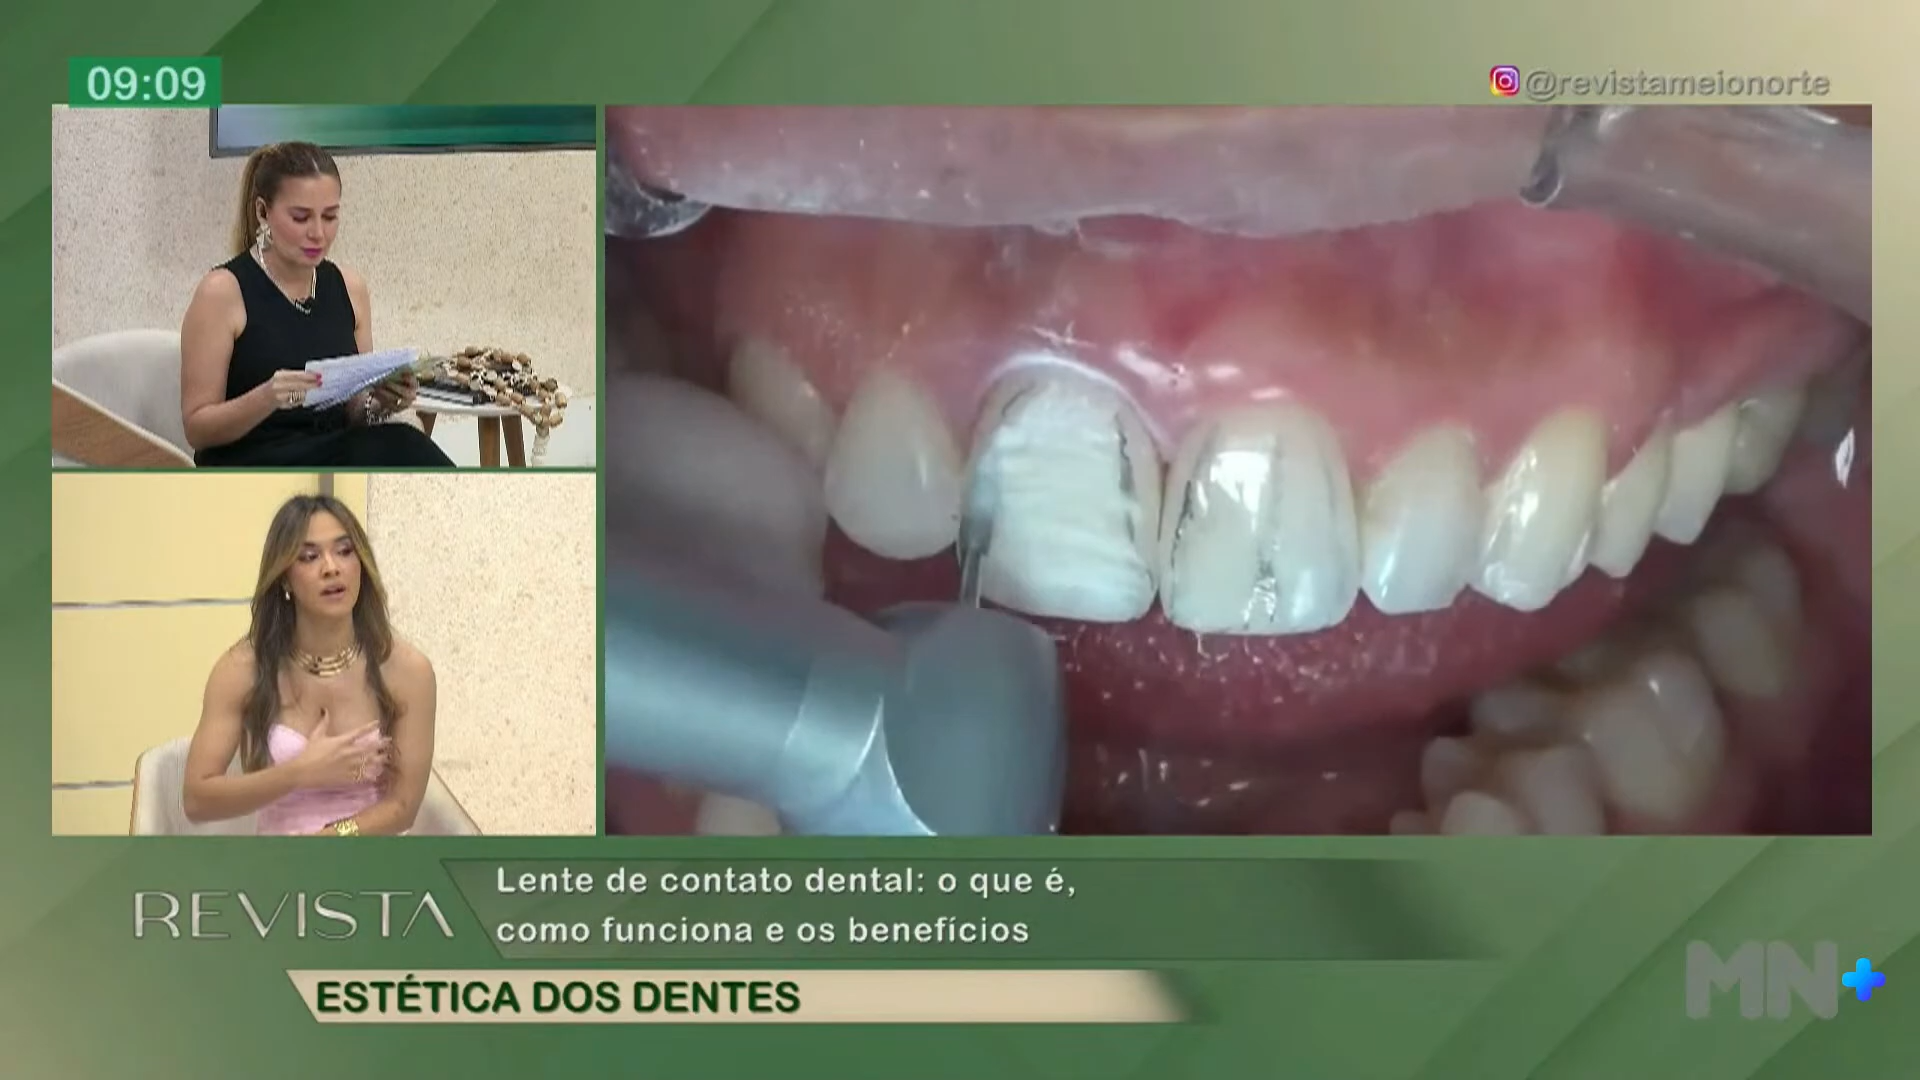 09:09
@revistameionorte
REVISTA
Lente de contato dental: o que é,
como funciona e os benefícios
ESTÉTICA DOS DENTES
MN+